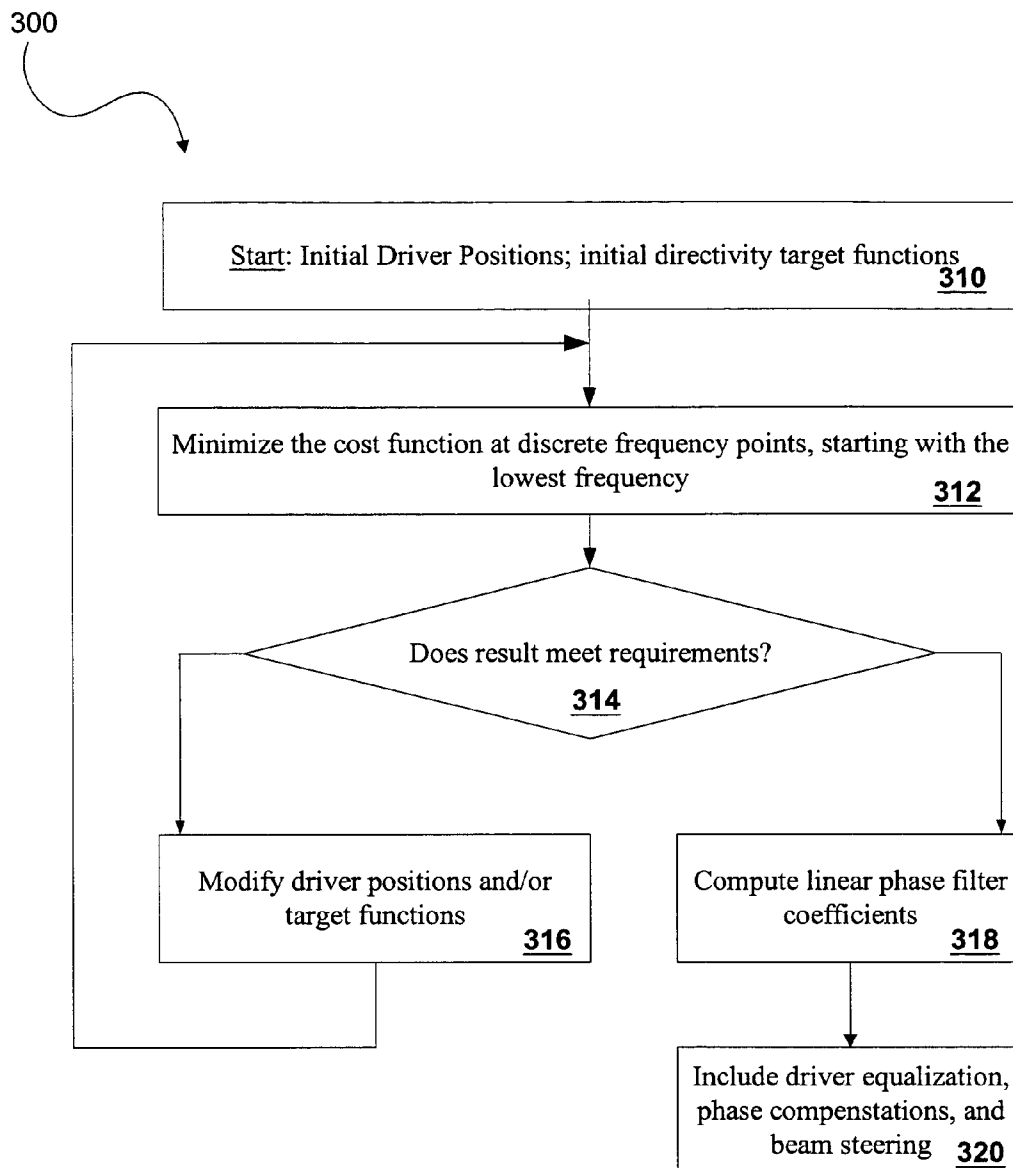 300
Start: Initial Driver Positions; initial directivity target functions
310
Minimize the cost function at discrete frequency points, starting with the
lowest frequency
312
Does result meet requirements?
314
Modify driver positions and/or
target functions
316
Compute linear phase filter
coefficients
318
Include driver equalization,
phase compenstations, and
beam steering 320